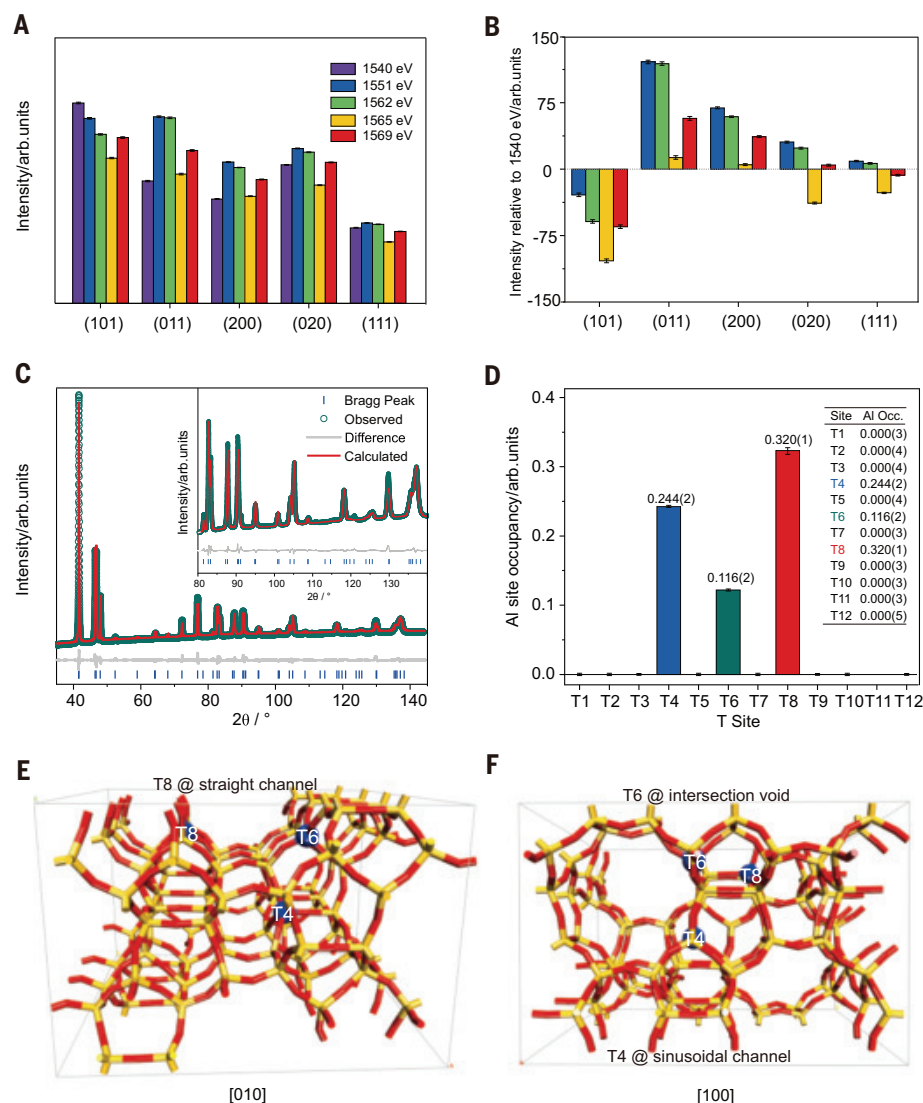 A
Intensity/arb.units
1540 eV
1551 eV
1562 eV
1565 eV
1569 eV
(101)
(011)
(200)
(020)
(111)
B
Intensity relative to 1540 eV/arb.units
150
75
0
-75
-150
(101)
(011)
(200)
(020)
(111)
C
Intensity/arb.units
Bragg Peak
Observed
Difference
Calculated
Intensity/arb.units
80 90 100 110 120 130
2θ / °
40 60 80 100 120 140
2θ / °
D
Al site occupancy/arb.units
0.4
0.3
0.2
0.1
0.0
0.244(2)
0.116(2)
0.320(1)
Site Al Occ.
T1 0.000(3)
T2 0.000(4)
T3 0.000(4)
T4 0.244(2)
T5 0.000(4)
T6 0.116(2)
T7 0.000(3)
T8 0.320(1)
T9 0.000(3)
T10 0.000(3)
T11 0.000(3)
T12 0.000(5)
T1 T2 T3 T4 T5 T6 T7 T8 T9 T10 T11 T12
T Site
E
T8 @ straight channel
T8
T6
T4
[010]
F
T6 @ intersection void
T6
T8
T4
T4 @ sinusoidal channel
[100]